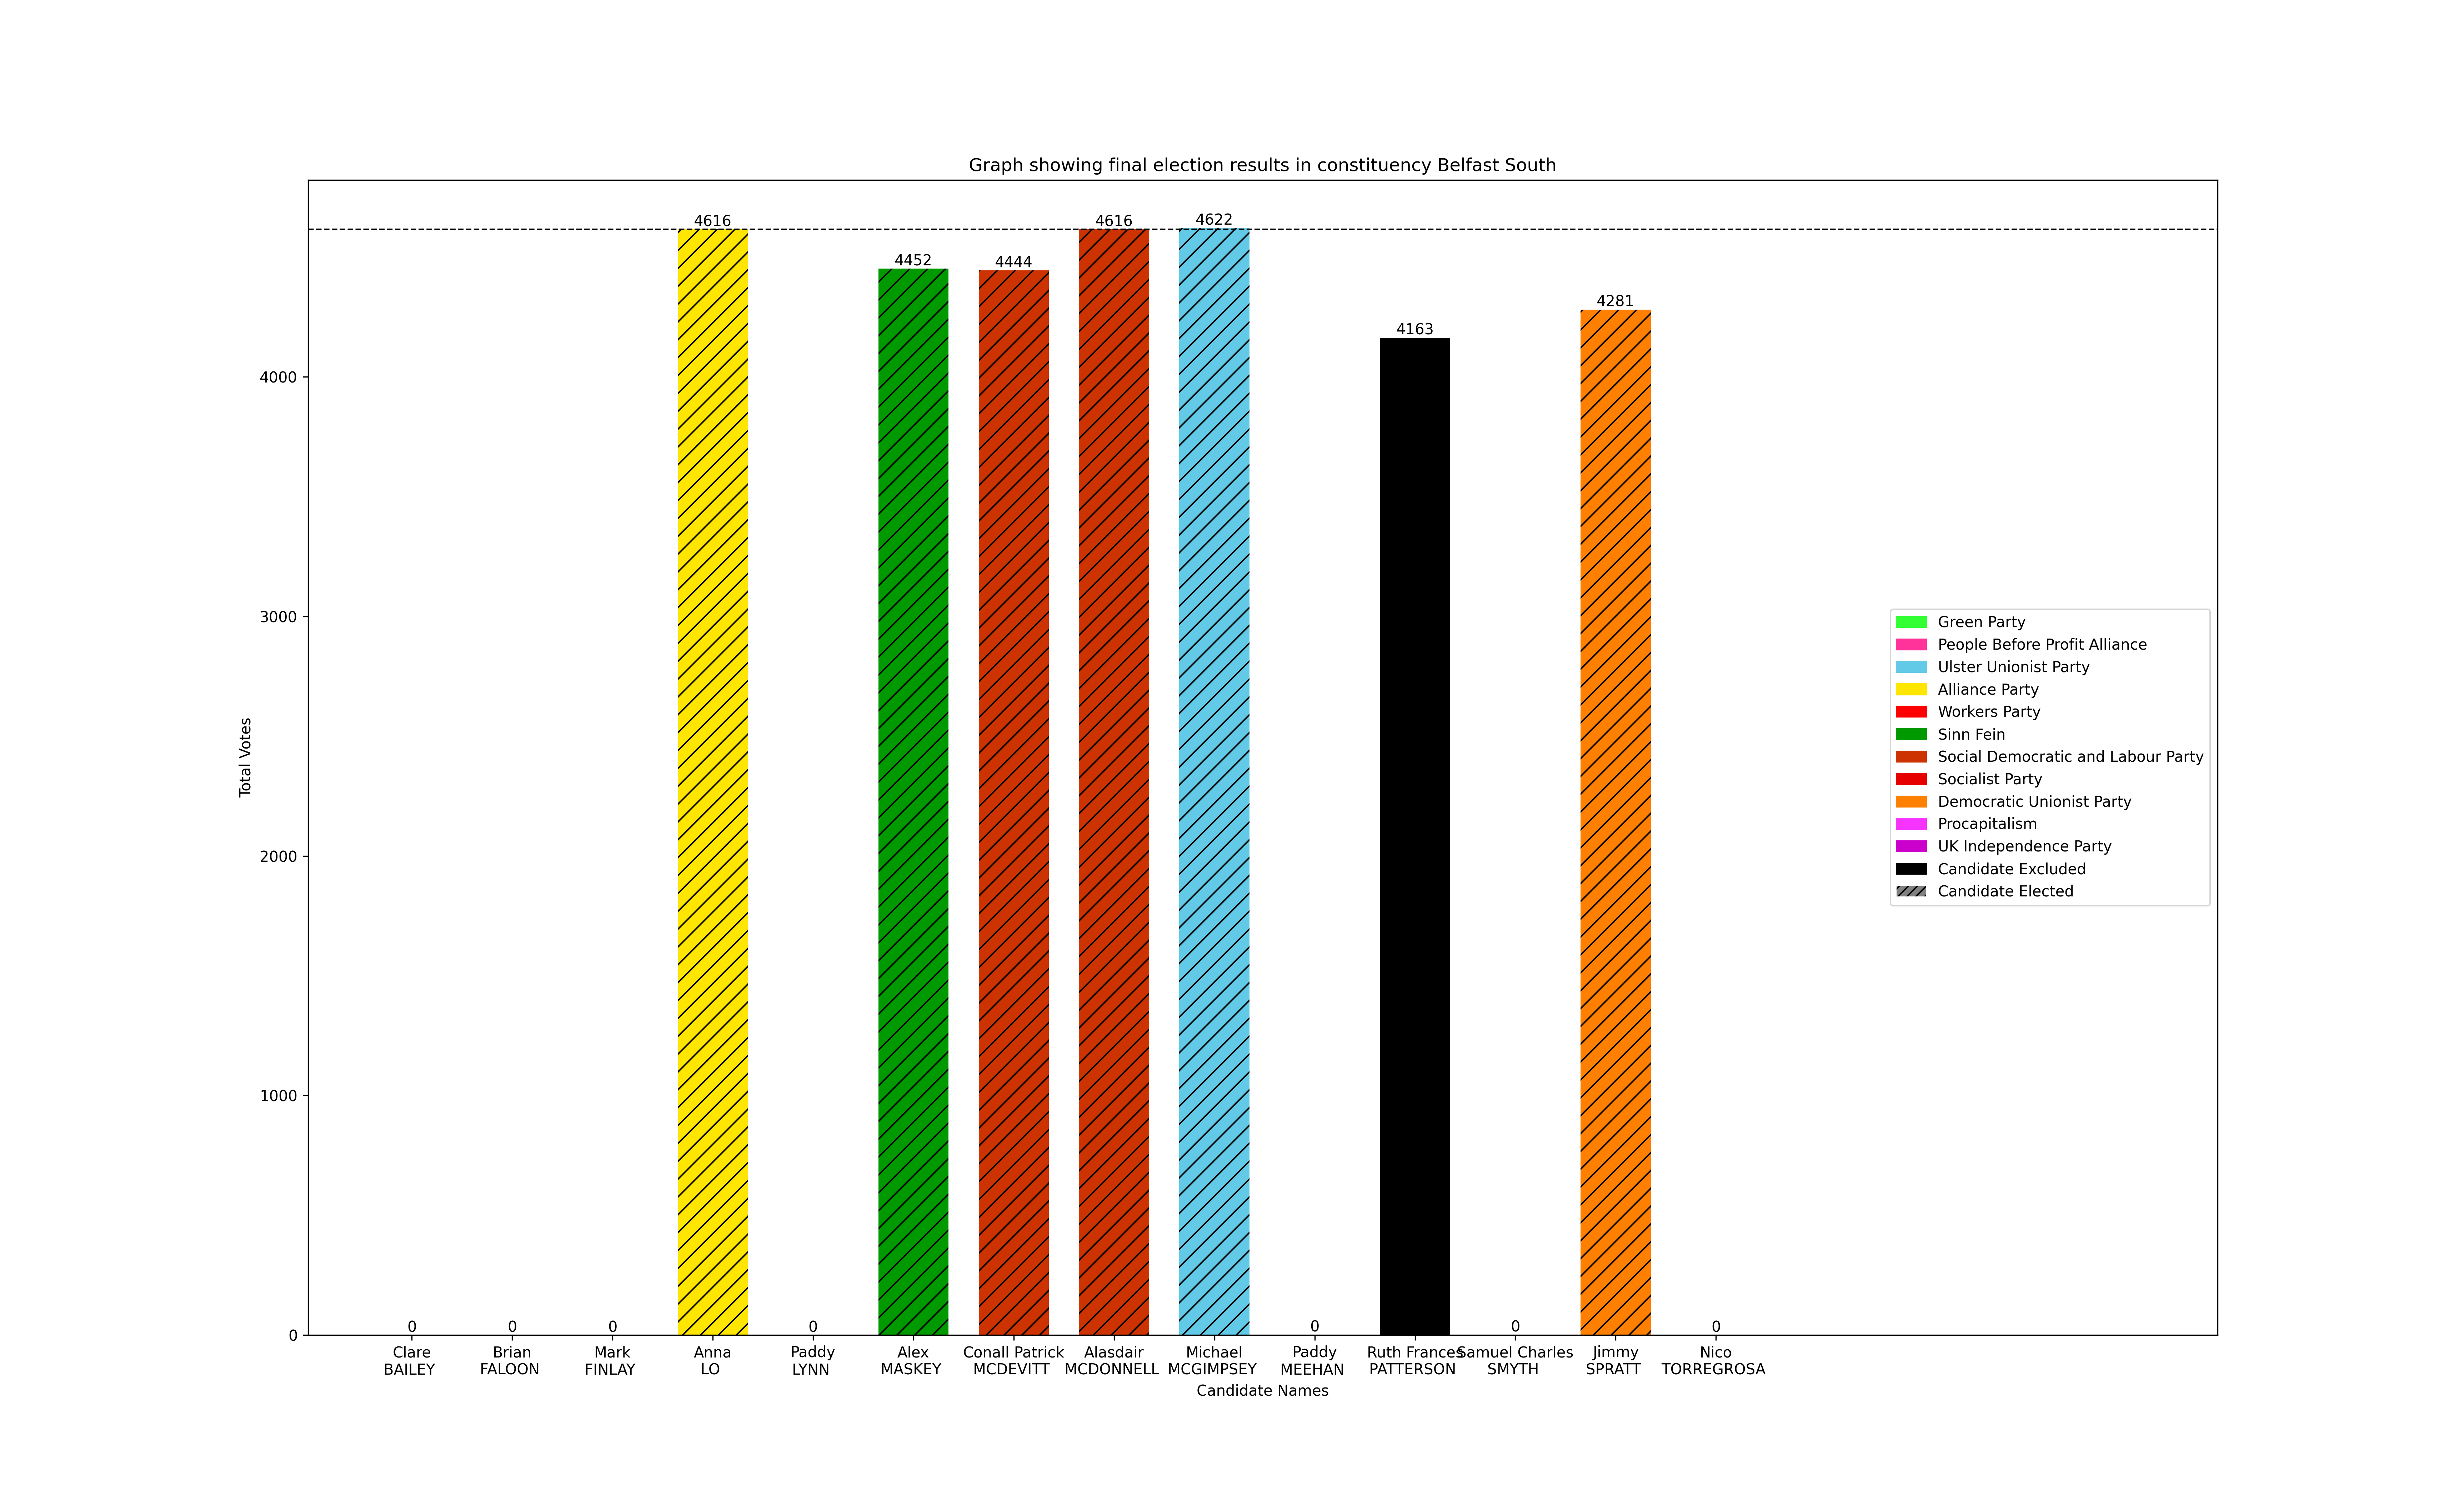 Graph showing final election results in constituency Belfast South
4616
4452
4444
4616
4622
4163
4281
0
0
0
0
0
0
0
Total Votes
4000
3000
2000
1000
0
Green Party
People Before Profit Alliance
Ulster Unionist Party
Alliance Party
Workers Party
Sinn Fein
Social Democratic and Labour Party
Socialist Party
Democratic Unionist Party
Procapitalism
UK Independence Party
Candidate Excluded
Candidate Elected
Clare
BAILEY
Brian
FALOON
Mark
FINLAY
Anna
LO
Paddy
LYNN
Alex
MASKEY
Conall Patrick
MCDEVITT
Alasdair
MCDONNELL
Michael
MCGIMPSEY
Paddy
MEEHAN
Ruth Frances
PATTERSON
Samuel Charles
SMYTH
Jimmy
SPRATT
Nico
TORREGROSA
Candidate Names